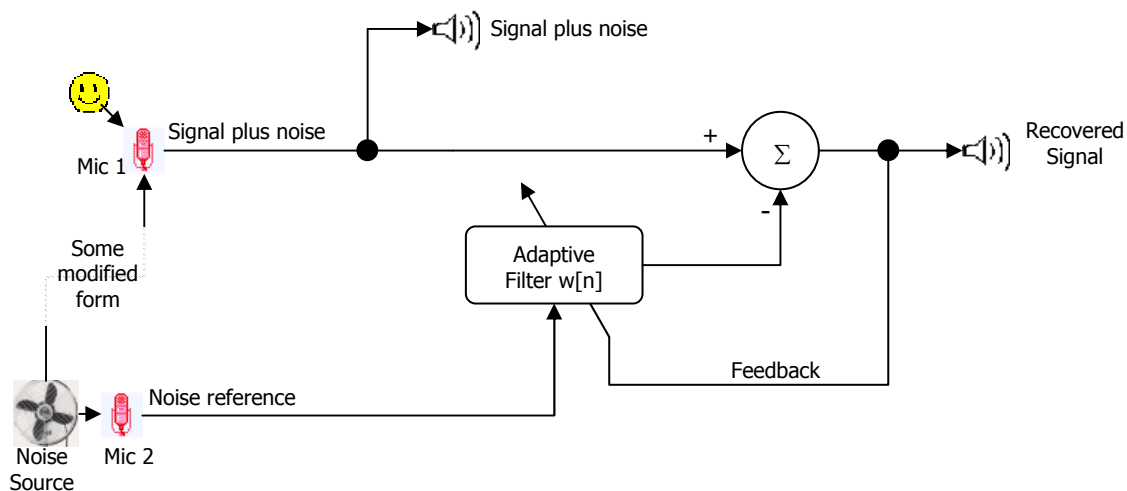 Signal plus noise
Signal plus noise
Mic 1
+
Σ
Recovered
Signal
-
Some
modified
form
Adaptive
Filter w[n]
Feedback
Noise reference
Noise
Source
Mic 2